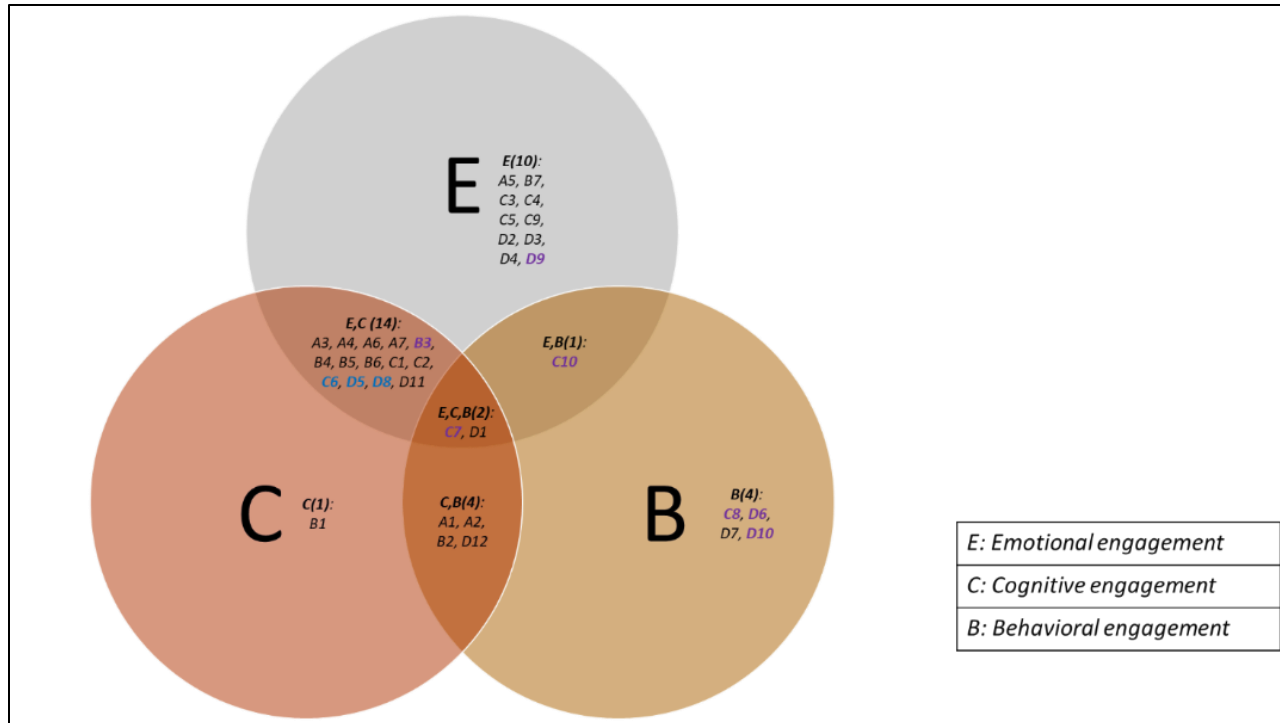 E
E(10):
A5, B7,
C3, C4,
C5, C9,
D2, D3,
D4, D9
E,C (14):
A3, A4, A6, A7, B3,
B4, B5, B6, C1, C2,
C6, D5, D8, D11
E,B(1):
C10
E,C,B(2):
C7, D1
C
C(1):
B1
C,B(4):
A1, A2,
B2, D12
B
B(4):
C8, D6,
D7, D10
E: Emotional engagement
C: Cognitive engagement
B: Behavioral engagement